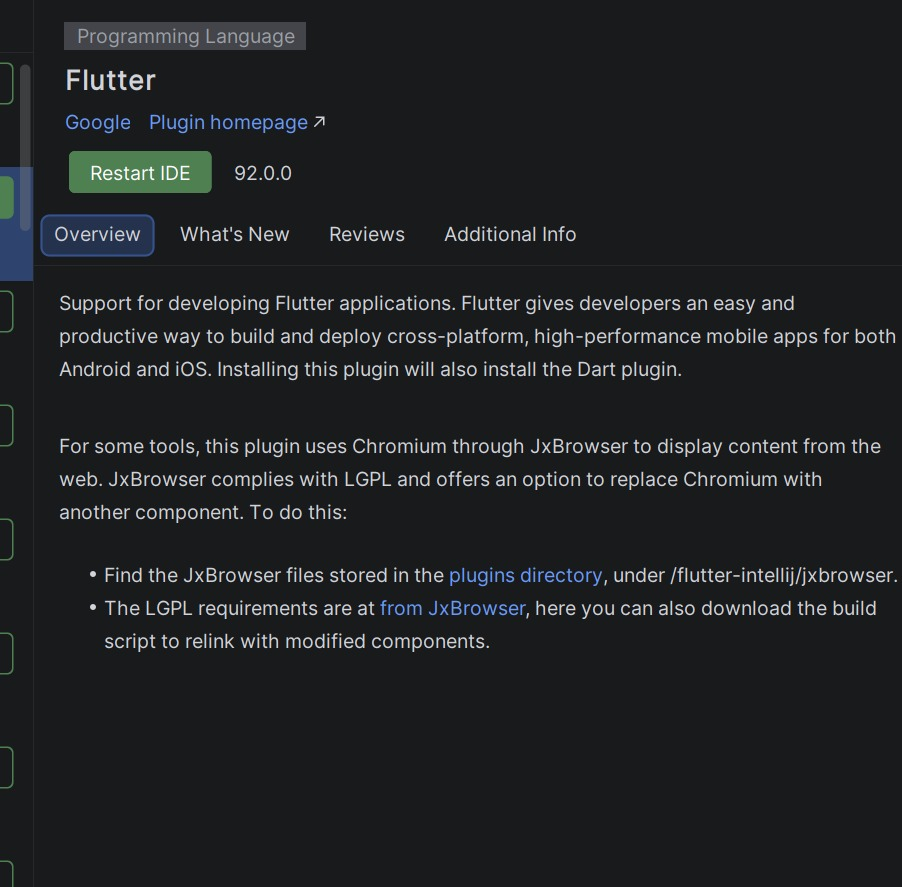 Programming Language
Flutter
Google Plugin homepage ↗
Restart IDE 92.0.0
Overview What's New Reviews Additional Info
Support for developing Flutter applications. Flutter gives developers an easy and
productive way to build and deploy cross-platform, high-performance mobile apps for both
Android and iOS. Installing this plugin will also install the Dart plugin.
For some tools, this plugin uses Chromium through JxBrowser to display content from the
web. JxBrowser complies with LGPL and offers an option to replace Chromium with
another component. To do this:
• Find the JxBrowser files stored in the plugins directory, under /flutter-intellij/jxbrowser.
• The LGPL requirements are at from JxBrowser, here you can also download the build
script to relink with modified components.